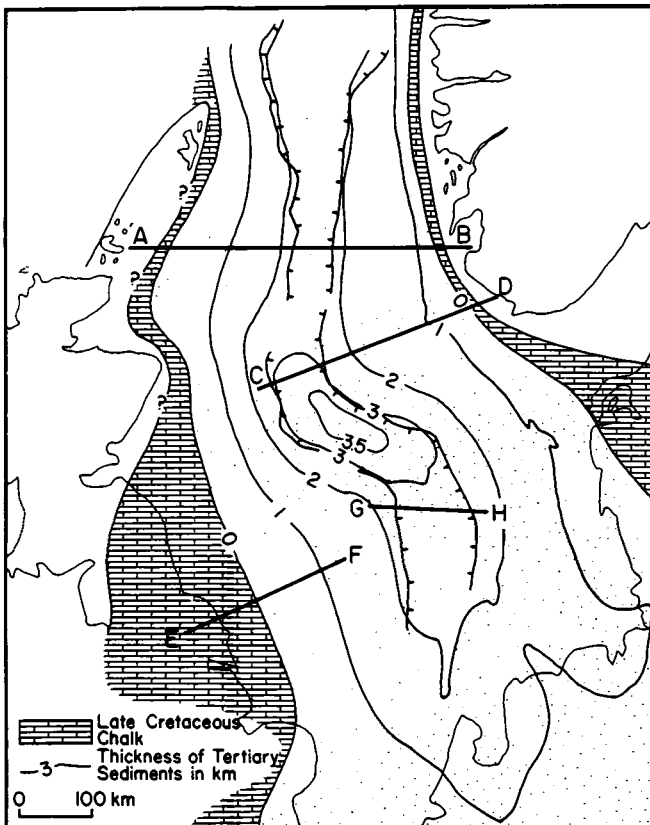 ?
A
B
?
D
0
1
C
2
3
3.5
3
?
2
G
H
1
0
F
E
Late Cretaceous
Chalk
—3— Thickness of Tertiary
Sediments in km
0 100 km